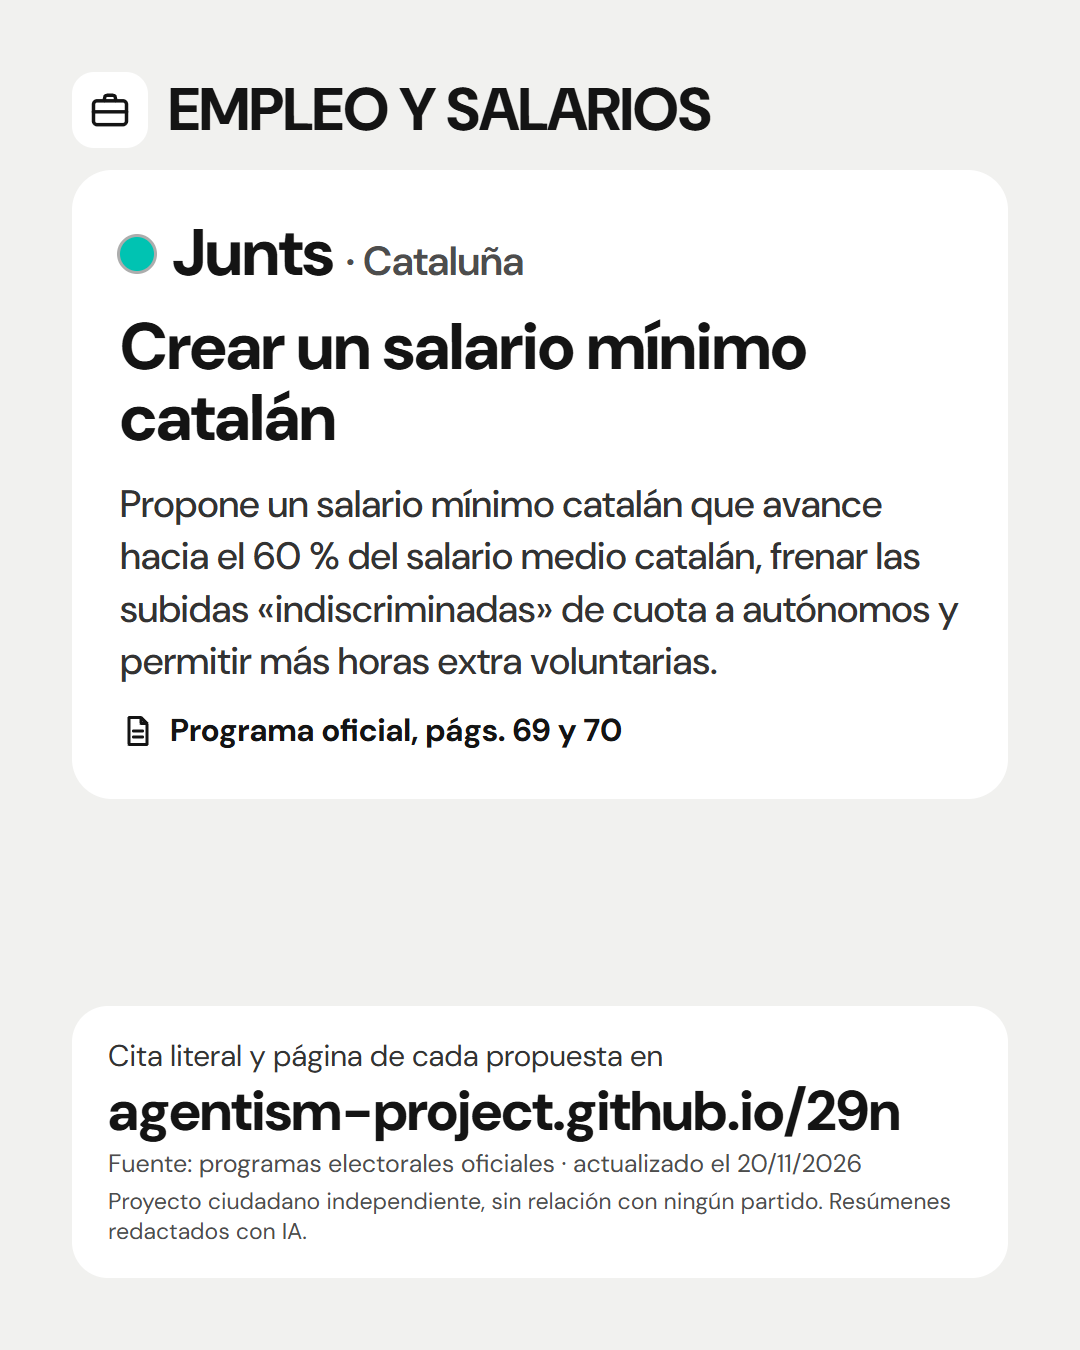 EMPLEO Y SALARIOS
Junts · Cataluña
Crear un salario mínimo
catalán
Propone un salario mínimo catalán que avance
hacia el 60 % del salario medio catalán, frenar las
subidas «indiscriminadas» de cuota a autónomos y
permitir más horas extra voluntarias.
Programa oficial, págs. 69 y 70
Cita literal y página de cada propuesta en
agentism-project.github.io/29n
Fuente: programas electorales oficiales · actualizado el 20/11/2026
Proyecto ciudadano independiente, sin relación con ningún partido. Resúmenes
redactados con IA.